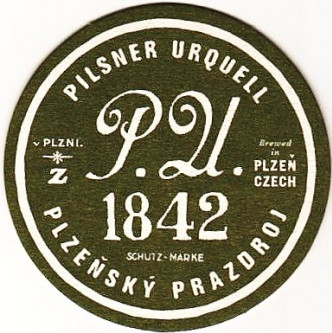 PILSNER URQUELL
P.U.
v PLZNI.
Z
Brewed
in
PLZEŇ
CZECH
1842
SCHUTZ-MARKE
PLZEŇSKÝ PRAZDROJ